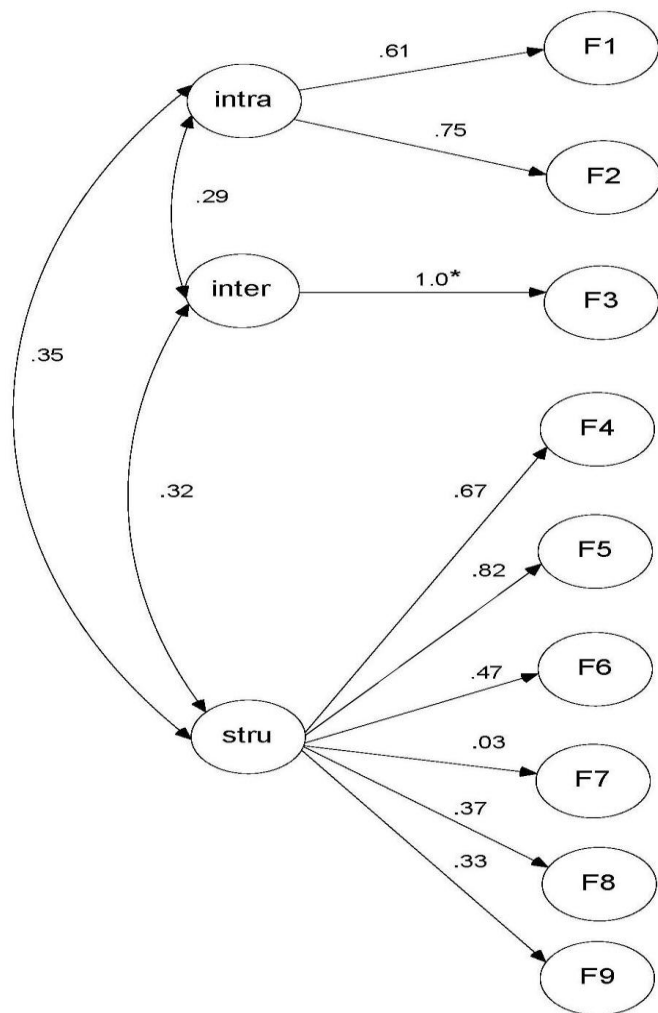 F1
.61
intra
.75
F2
.29
inter
1.0*
F3
.35
F4
.67
.32
F5
.82
F6
.47
stru
.03
F7
.37
F8
.33
F9